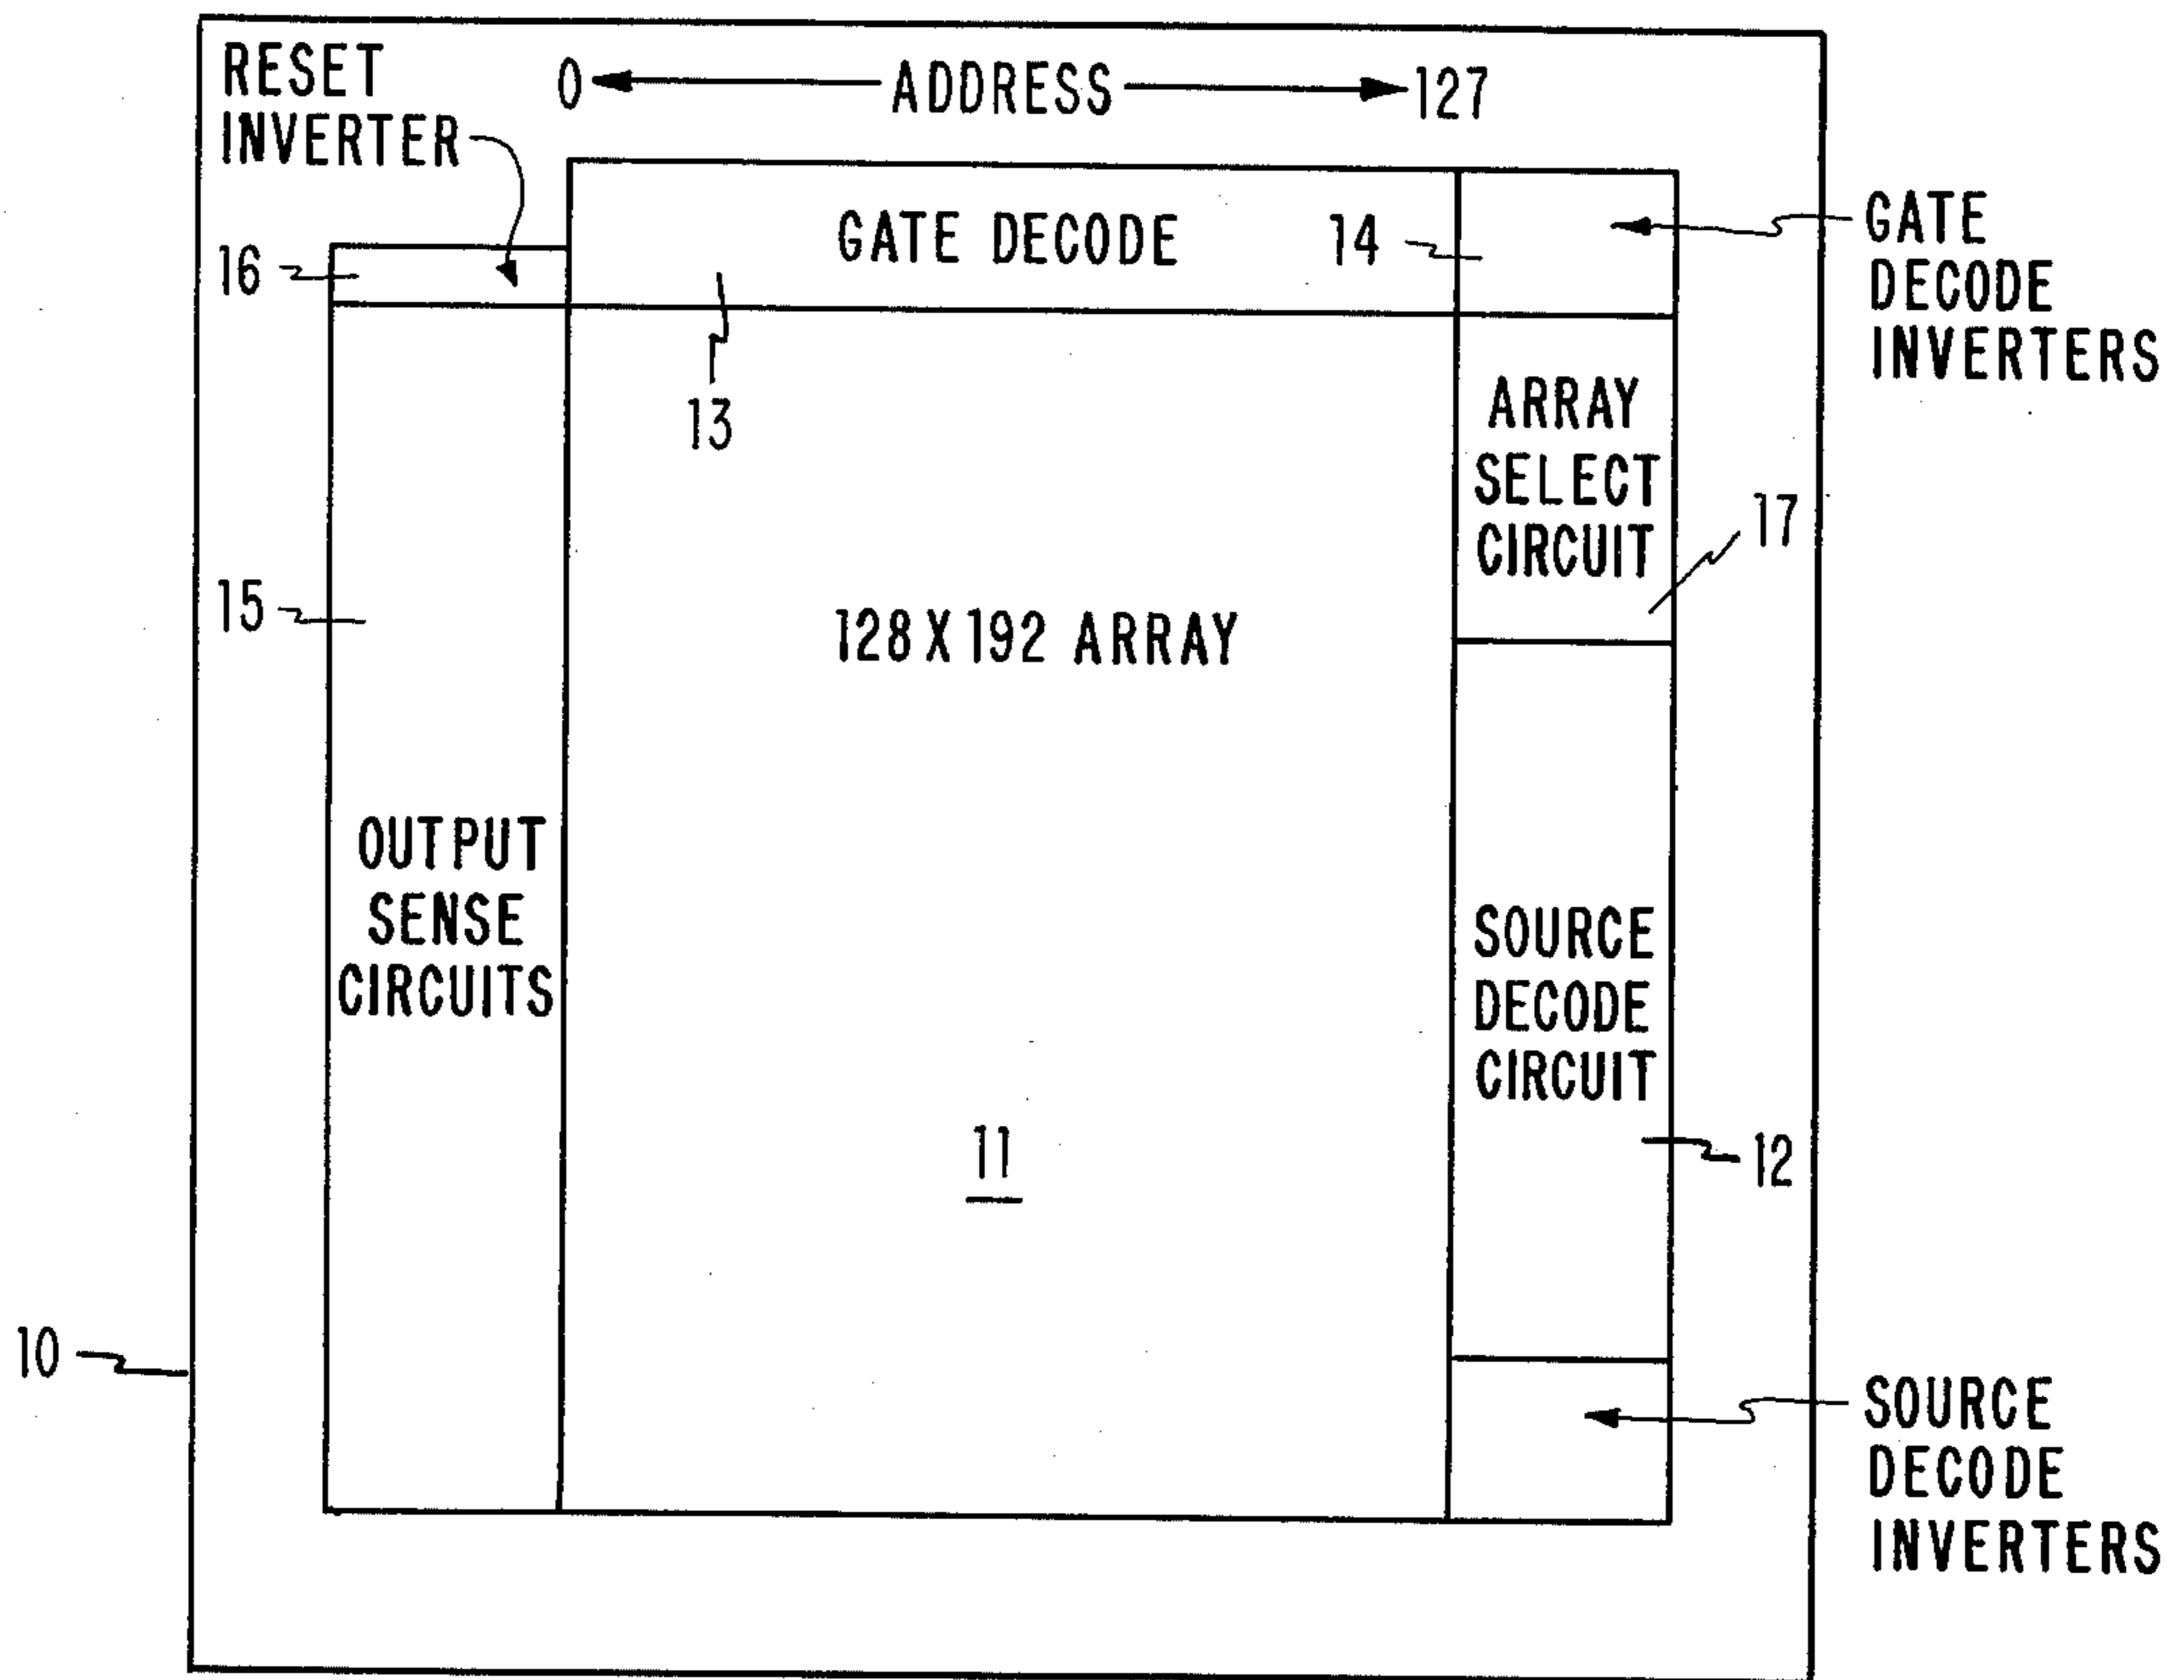 RESET
INVERTER
0 ADDRESS 127
GATE DECODE
14
16
13
GATE
DECODE
INVERTERS
ARRAY
SELECT
CIRCUIT
17
15
128 X 192 ARRAY
OUTPUT
SENSE
CIRCUITS
SOURCE
DECODE
CIRCUIT
11
12
10
SOURCE
DECODE
INVERTERS